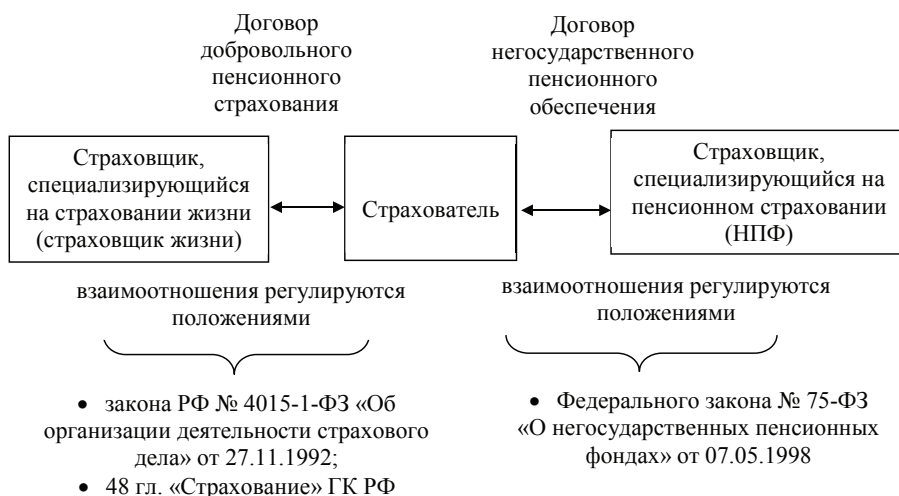 Договор
добровольного
пенсионного
страхования
Договор
негосударственного
пенсионного
обеспечения
Страховщик,
специализирующийся
на страховании жизни
(страховщик жизни)
Страхователь
Страховщик,
специализирующийся на
пенсионном страховании
(НПФ)
взаимоотношения регулируются
положениями
взаимоотношения регулируются
положениями
• закона РФ № 4015-1-ФЗ «Об
организации деятельности страхового
дела» от 27.11.1992;
• 48 гл. «Страхование» ГК РФ
• Федерального закона № 75-ФЗ
«О негосударственных пенсионных
фондах» от 07.05.1998